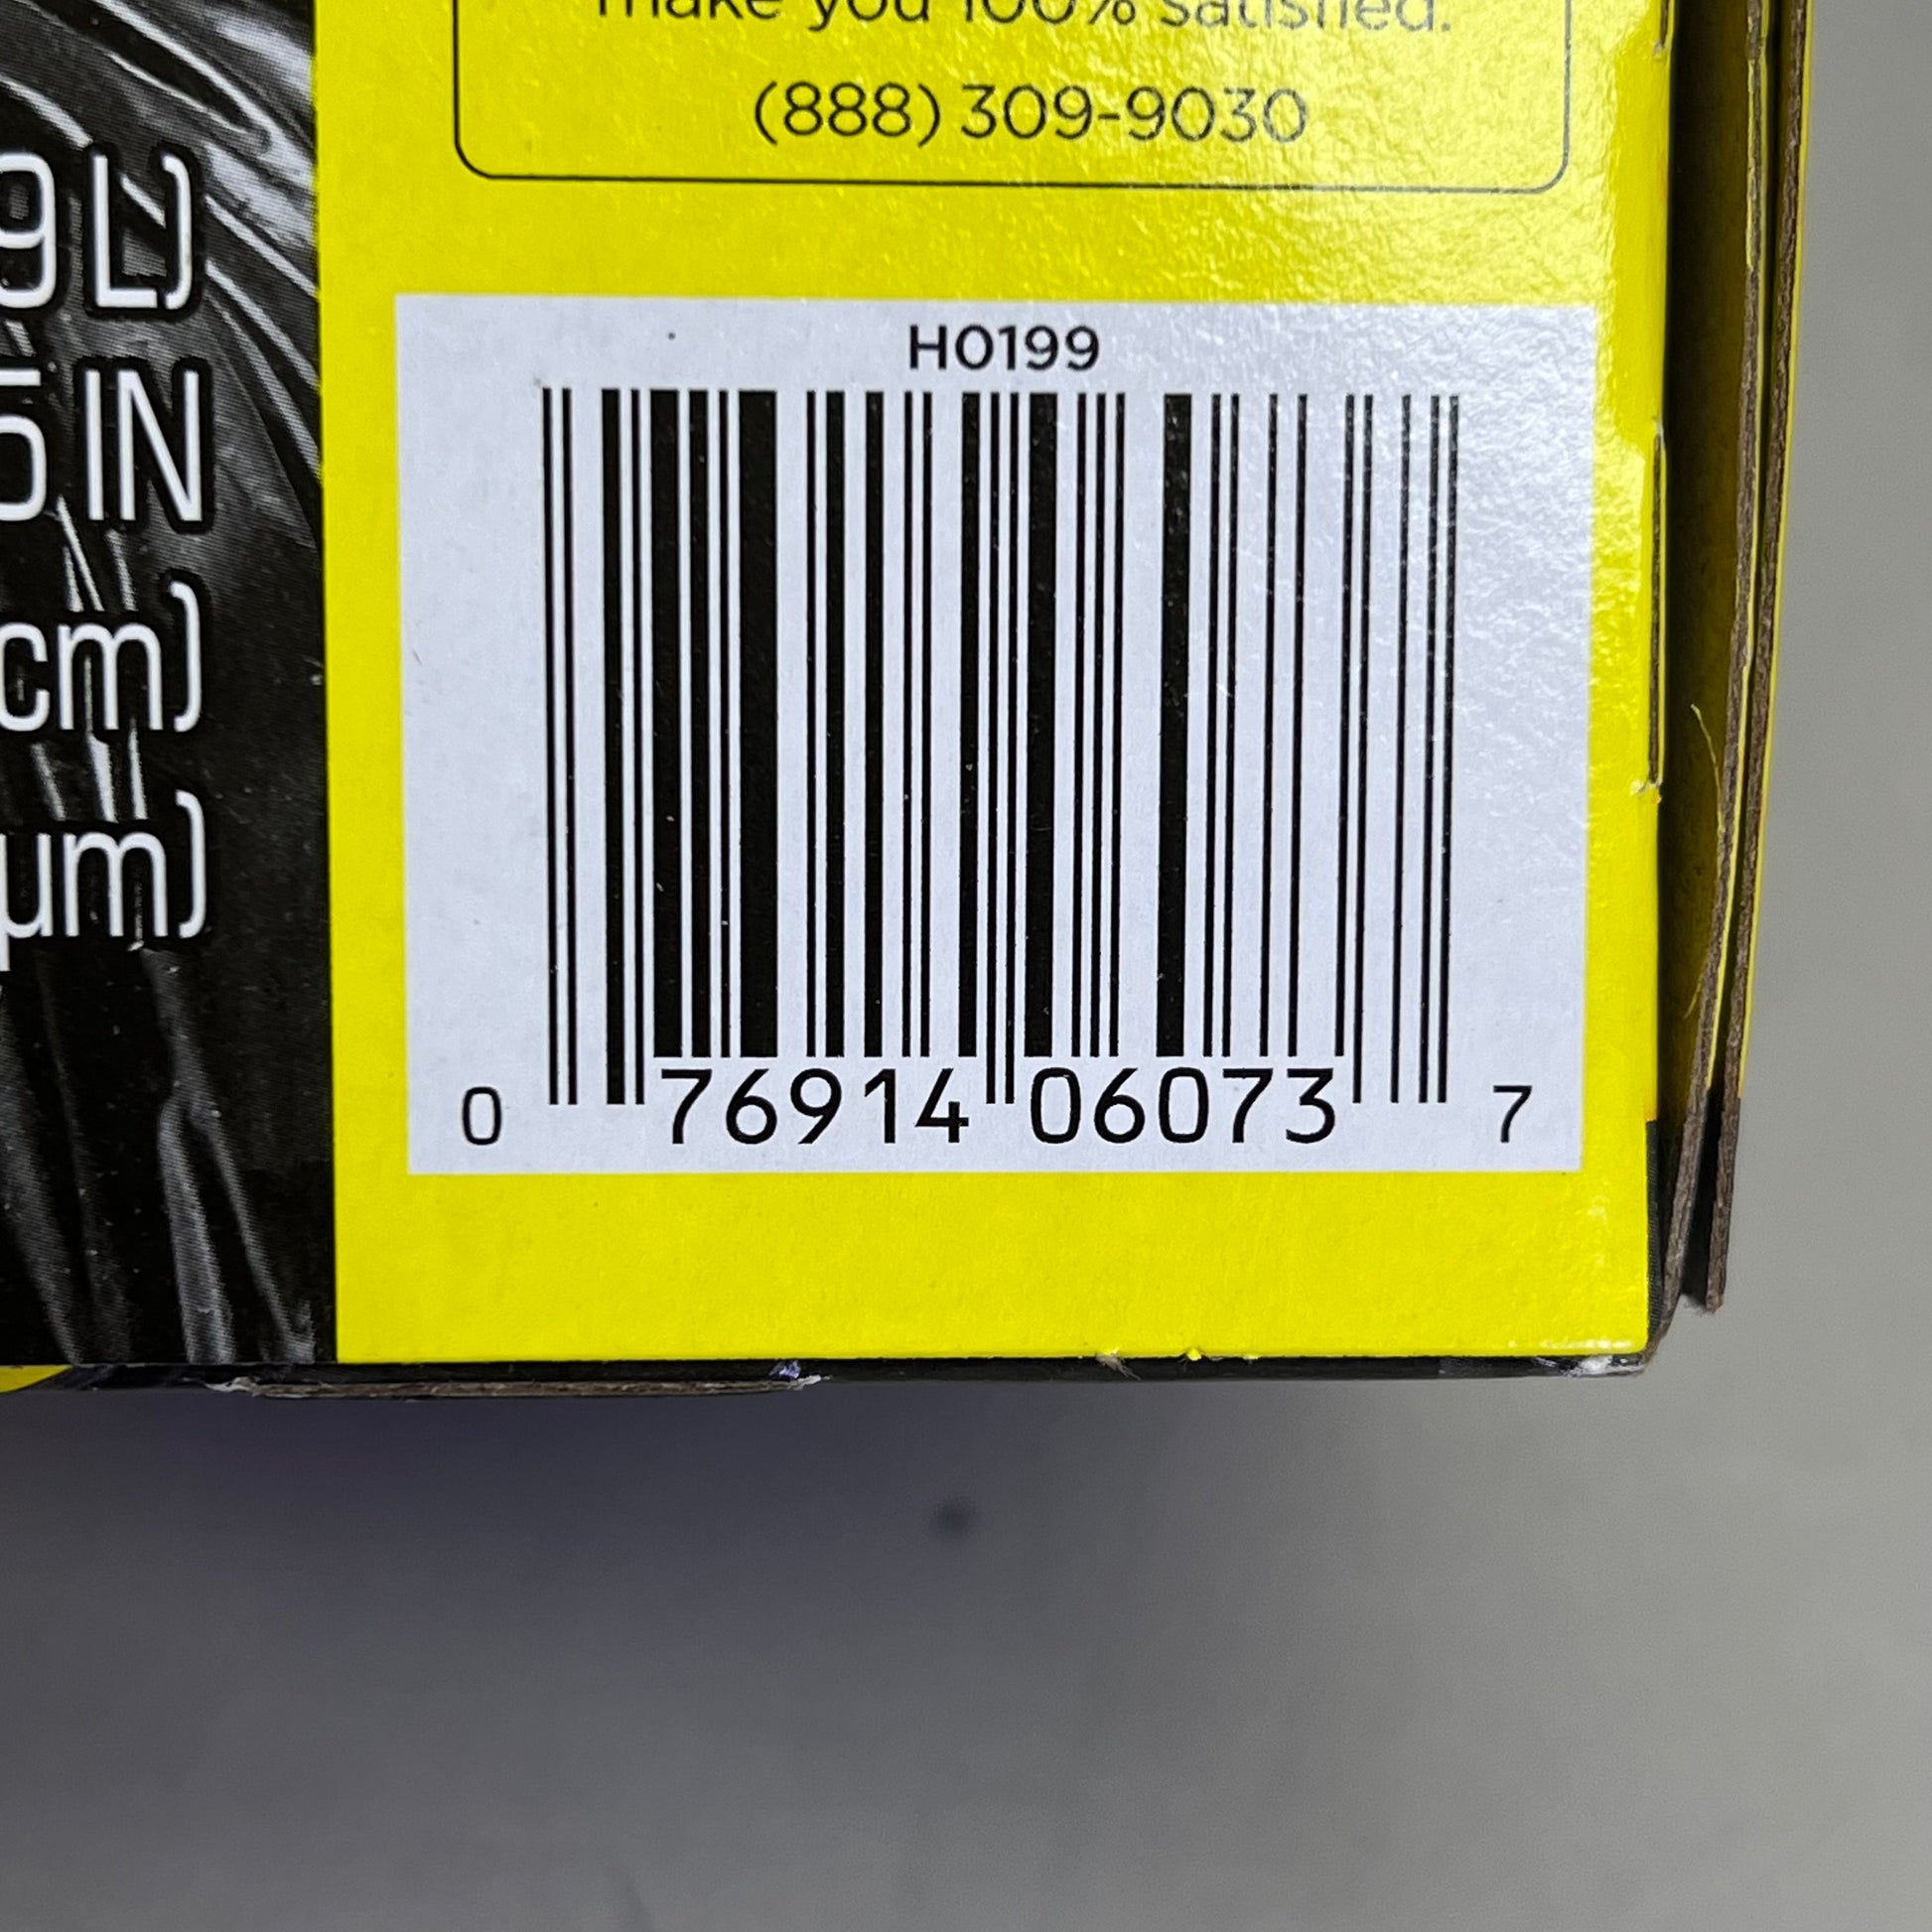 make you 100% satisfied.
(888) 309-9030
9 L)
5 IN
cm)
µm)
H0199
0 76914 06073 7